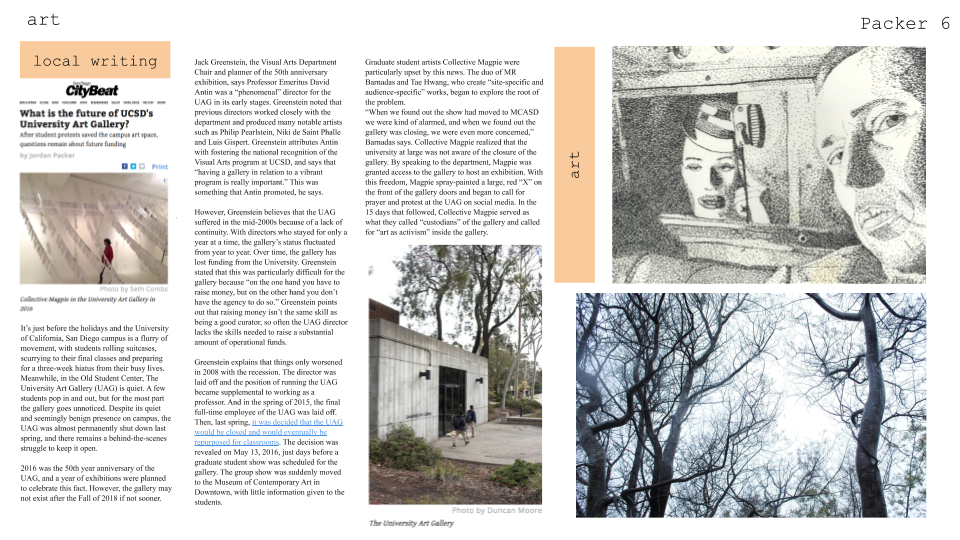 art
Packer 6
local writing
San Diego
CityBeat
What is the future of UCSD's
University Art Gallery?
After student protests saved the campus art space,
questions remain about future funding
by Jordan Packer
Print
Photo by Seth Combs
Collective Magpie in the University Art Gallery in
2016
It's just before the holidays and the University
of California, San Diego campus is a flurry of
movement, with students rolling suitcases,
scurrying to their final classes and preparing
for a three-week hiatus from their busy lives.
Meanwhile, in the Old Student Center, The
University Art Gallery (UAG) is quiet. A few
students pop in and out, but for the most part
the gallery goes unnoticed. Despite its quiet
and seemingly benign presence on campus, the
UAG was almost permanently shut down last
spring, and there remains a behind-the-scenes
struggle to keep it open.
2016 was the 50th year anniversary of the
UAG, and a year of exhibitions were planned
to celebrate this fact. However, the gallery may
not exist after the Fall of 2018 if not sooner.
Jack Greenstein, the Visual Arts Department
Chair and planner of the 50th anniversary
exhibition, says Professor Emeritus David
Antin was a “phenomenal” director for the
UAG in its early stages. Greenstein noted that
previous directors worked closely with the
department and produced many notable artists
such as Philip Pearlstein, Niki de Saint Phalle
and Luis Gispert. Greenstein attributes Antin
with fostering the national recognition of the
Visual Arts program at UCSD, and says that
“having a gallery in relation to a vibrant
program is really important.” This was
something that Antin promoted, he says.
However, Greenstein believes that the UAG
suffered in the mid-2000s because of a lack of
continuity. With directors who stayed for only a
year at a time, the gallery's status fluctuated
from year to year. Over time, the gallery has
lost funding from the University. Greenstein
stated that this was particularly difficult for the
gallery because “on the one hand you have to
raise money, but on the other hand you don't
have the agency to do so.” Greenstein points
out that raising money isn't the same skill as
being a good curator, so often the UAG director
lacks the skills needed to raise a substantial
amount of operational funds.
Greenstein explains that things only worsened
in 2008 with the recession. The director was
laid off and the position of running the UAG
became supplemental to working as a
professor. And in the spring of 2015, the final
full-time employee of the UAG was laid off.
Then, last spring, it was decided that the UAG
would be closed and would eventually be
repurposed for classrooms. The decision was
revealed on May 13, 2016, just days before a
graduate student show was scheduled for the
gallery. The group show was suddenly moved
to the Museum of Contemporary Art in
Downtown, with little information given to the
students.
Graduate student artists Collective Magpie were
particularly upset by this news. The duo of MR
Barnadas and Tae Hwang, who create “site-specific and
audience-specific” works, began to explore the root of
the problem.
“When we found out the show had moved to MCASD
we were kind of alarmed, and when we found out the
gallery was closing, we were even more concerned,”
Barnadas says. Collective Magpie realized that the
university at large was not aware of the closure of the
gallery. By speaking to the department, Magpie was
granted access to the gallery to host an exhibition. With
this freedom, Magpie spray-painted a large, red “X” on
the front of the gallery doors and began to call for
prayer and protest at the UAG on social media. In the
15 days that followed, Collective Magpie served as
what they called “custodians” of the gallery and called
for “art as activism” inside the gallery.
Photo by Duncan Moore
The University Art Gallery
art